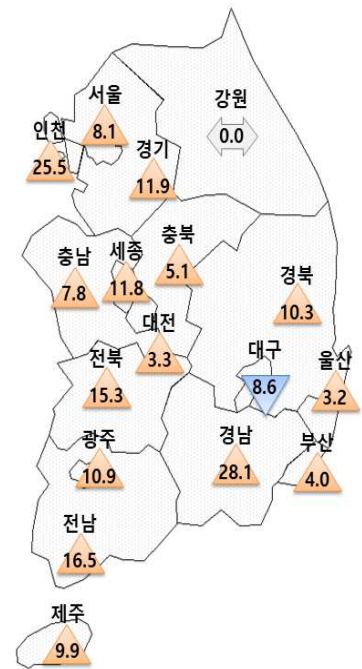 서울
8.1
강원
0.0
인천
25.5
경기
11.9
충북
5.1
세종
11.8
충남
7.8
경북
10.3
대전
3.3
대구
8.6
울산
3.2
전북
15.3
광주
10.9
경남
28.1
부산
4.0
전남
16.5
제주
9.9